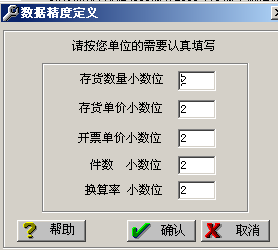 数据精度定义
请按您单位的需要认真填写
存货数量小数位 2
存货单价小数位 2
开票单价小数位 2
件数 小数位 2
换算率 小数位 2
? 帮助 确认 取消